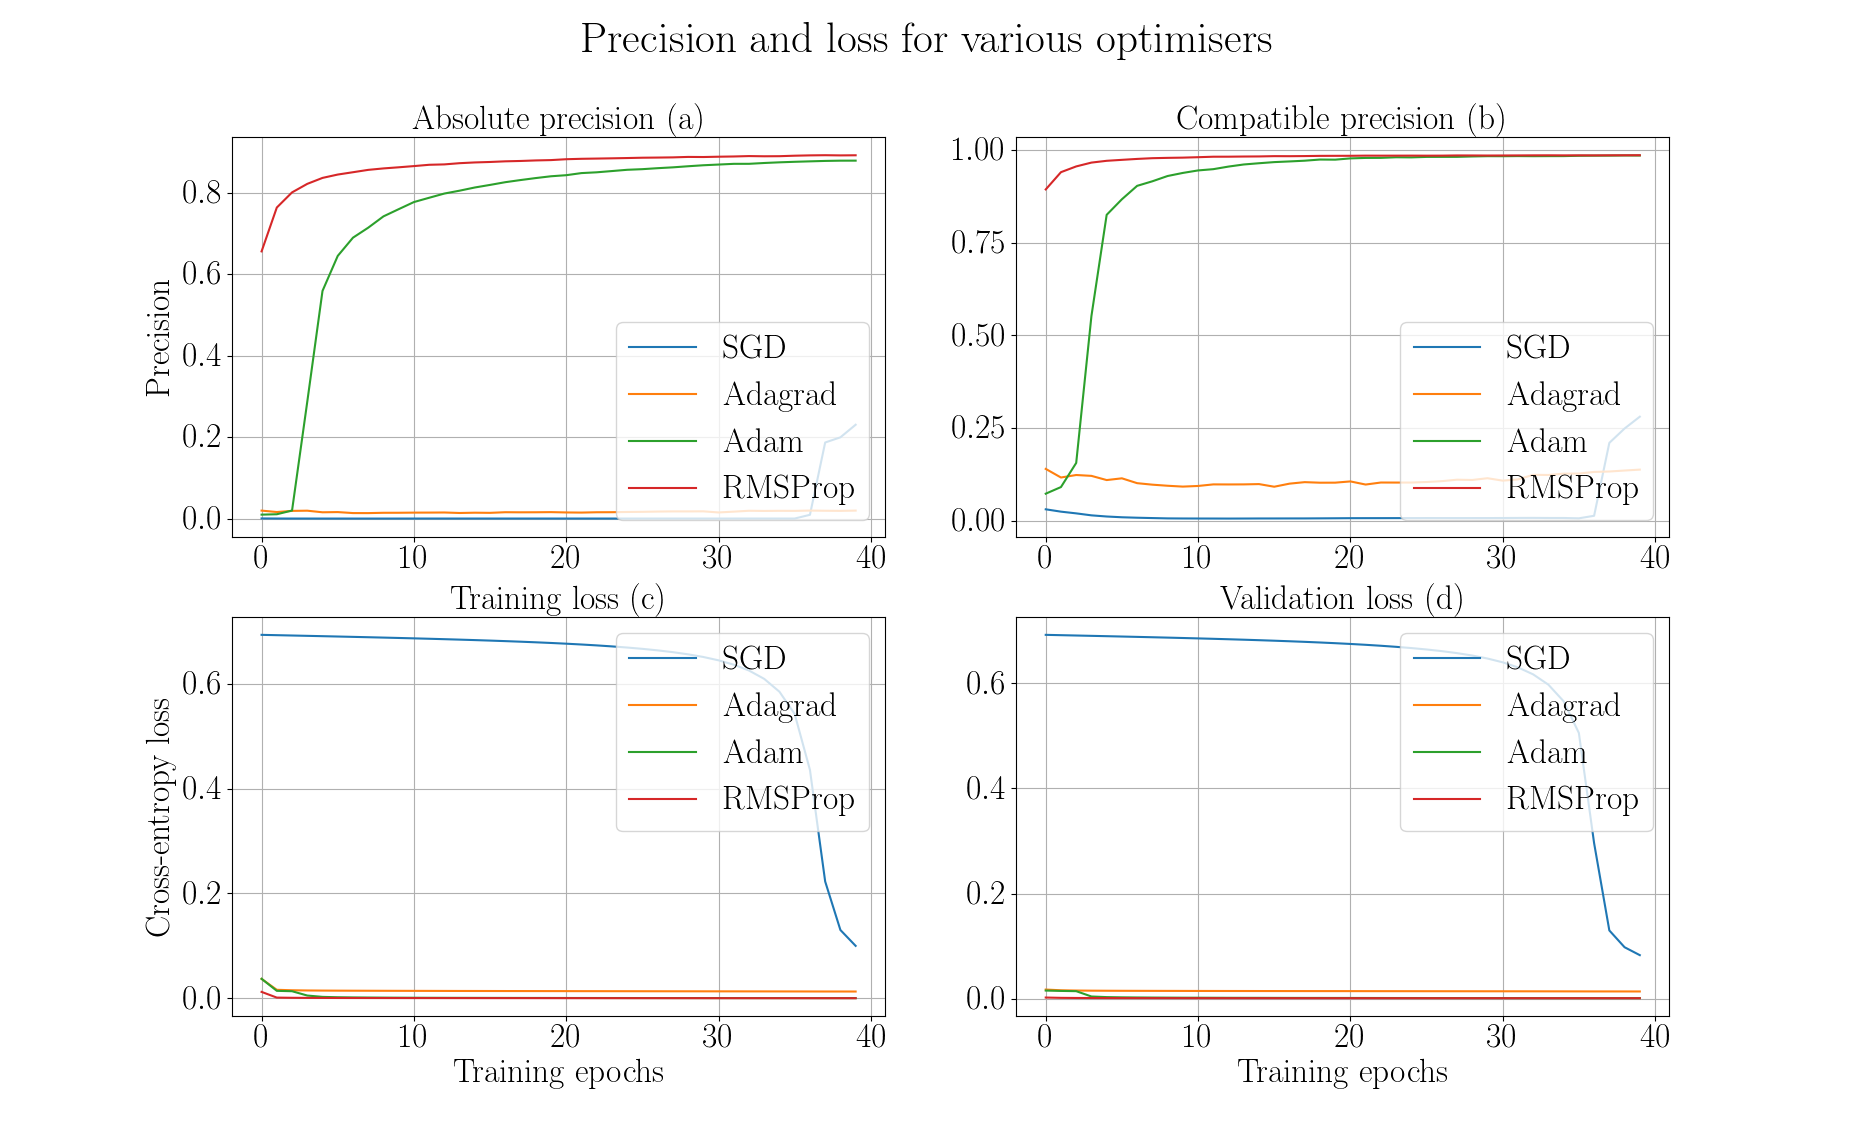 Precision and loss for various optimisers
Absolute precision (a)
Precision
0.8
0.6
0.4
0.2
0.0
0 10 20 30 40
SGD
Adagrad
Adam
RMSProp
Compatible precision (b)
1.00
0.75
0.50
0.25
0.00
0 10 20 30 40
SGD
Adagrad
Adam
RMSProp
Training loss (c)
Cross-entropy loss
0.6
0.4
0.2
0.0
0 10 20 30 40
Training epochs
SGD
Adagrad
Adam
RMSProp
Validation loss (d)
0.6
0.4
0.2
0.0
0 10 20 30 40
Training epochs
SGD
Adagrad
Adam
RMSProp